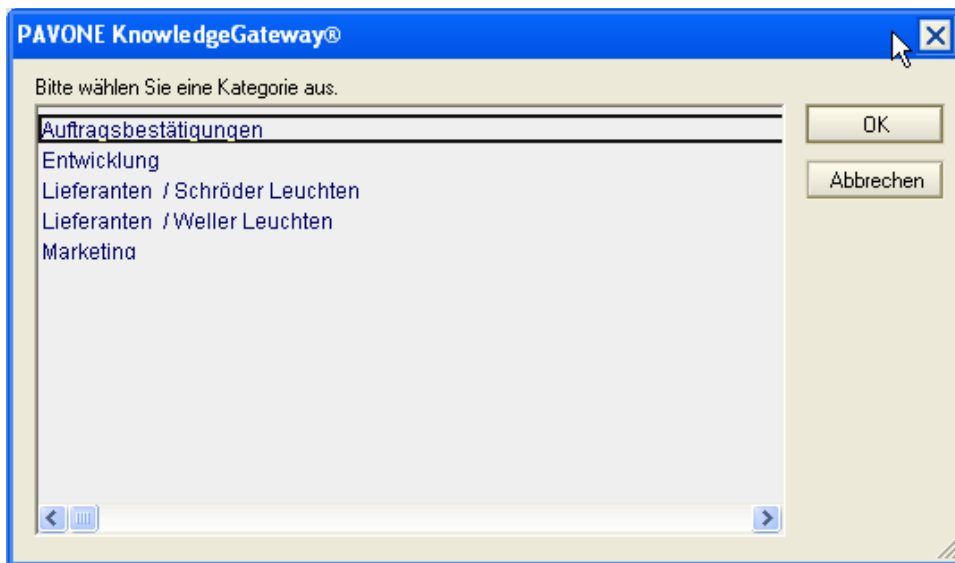 PAVONE KnowledgeGateway®
Bitte wählen Sie eine Kategorie aus.
Auftragsbestätigungen
Entwicklung
Lieferanten / Schröder Leuchten
Lieferanten / Weller Leuchten
Marketing
OK
Abbrechen